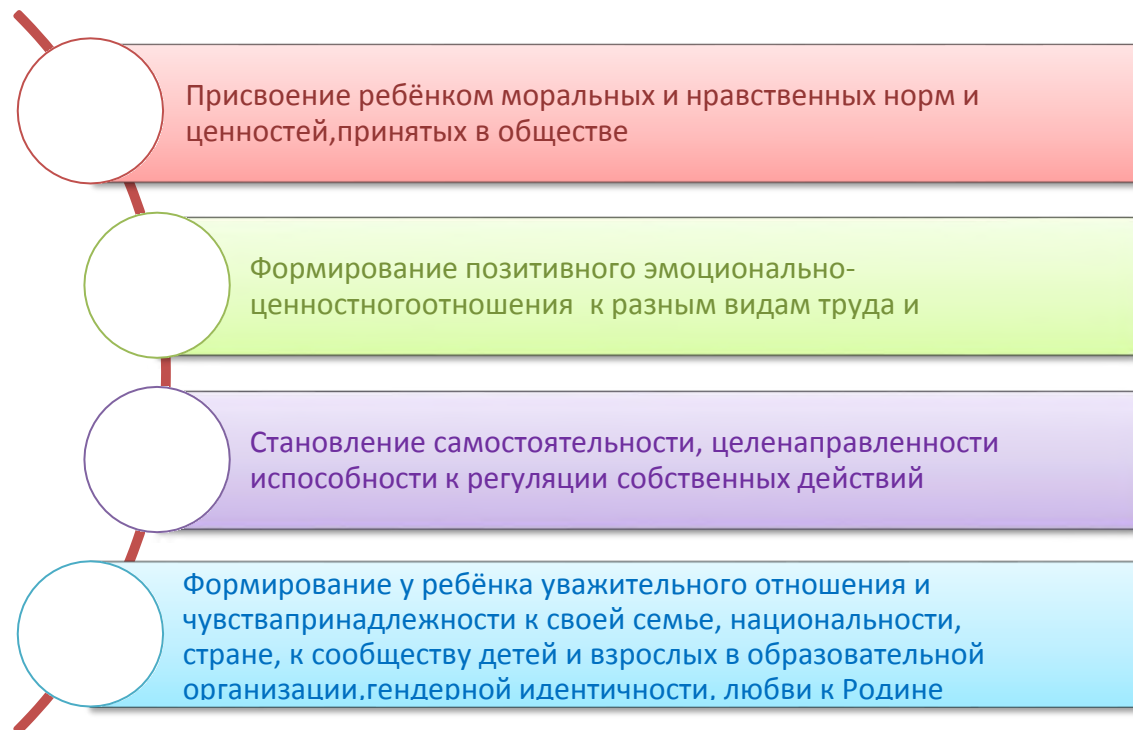 Присвоение ребёнком моральных и нравственных норм и
ценностей,принятых в обществе
Формирование позитивного эмоционально-
ценностногоотношения к разным видам труда и
Становление самостоятельности, целенаправленности
испособности к регуляции собственных действий
Формирование у ребёнка уважительного отношения и
чувствапринадлежности к своей семье, национальности,
стране, к сообществу детей и взрослых в образовательной
организации,гендерной идентичности, любви к Родине